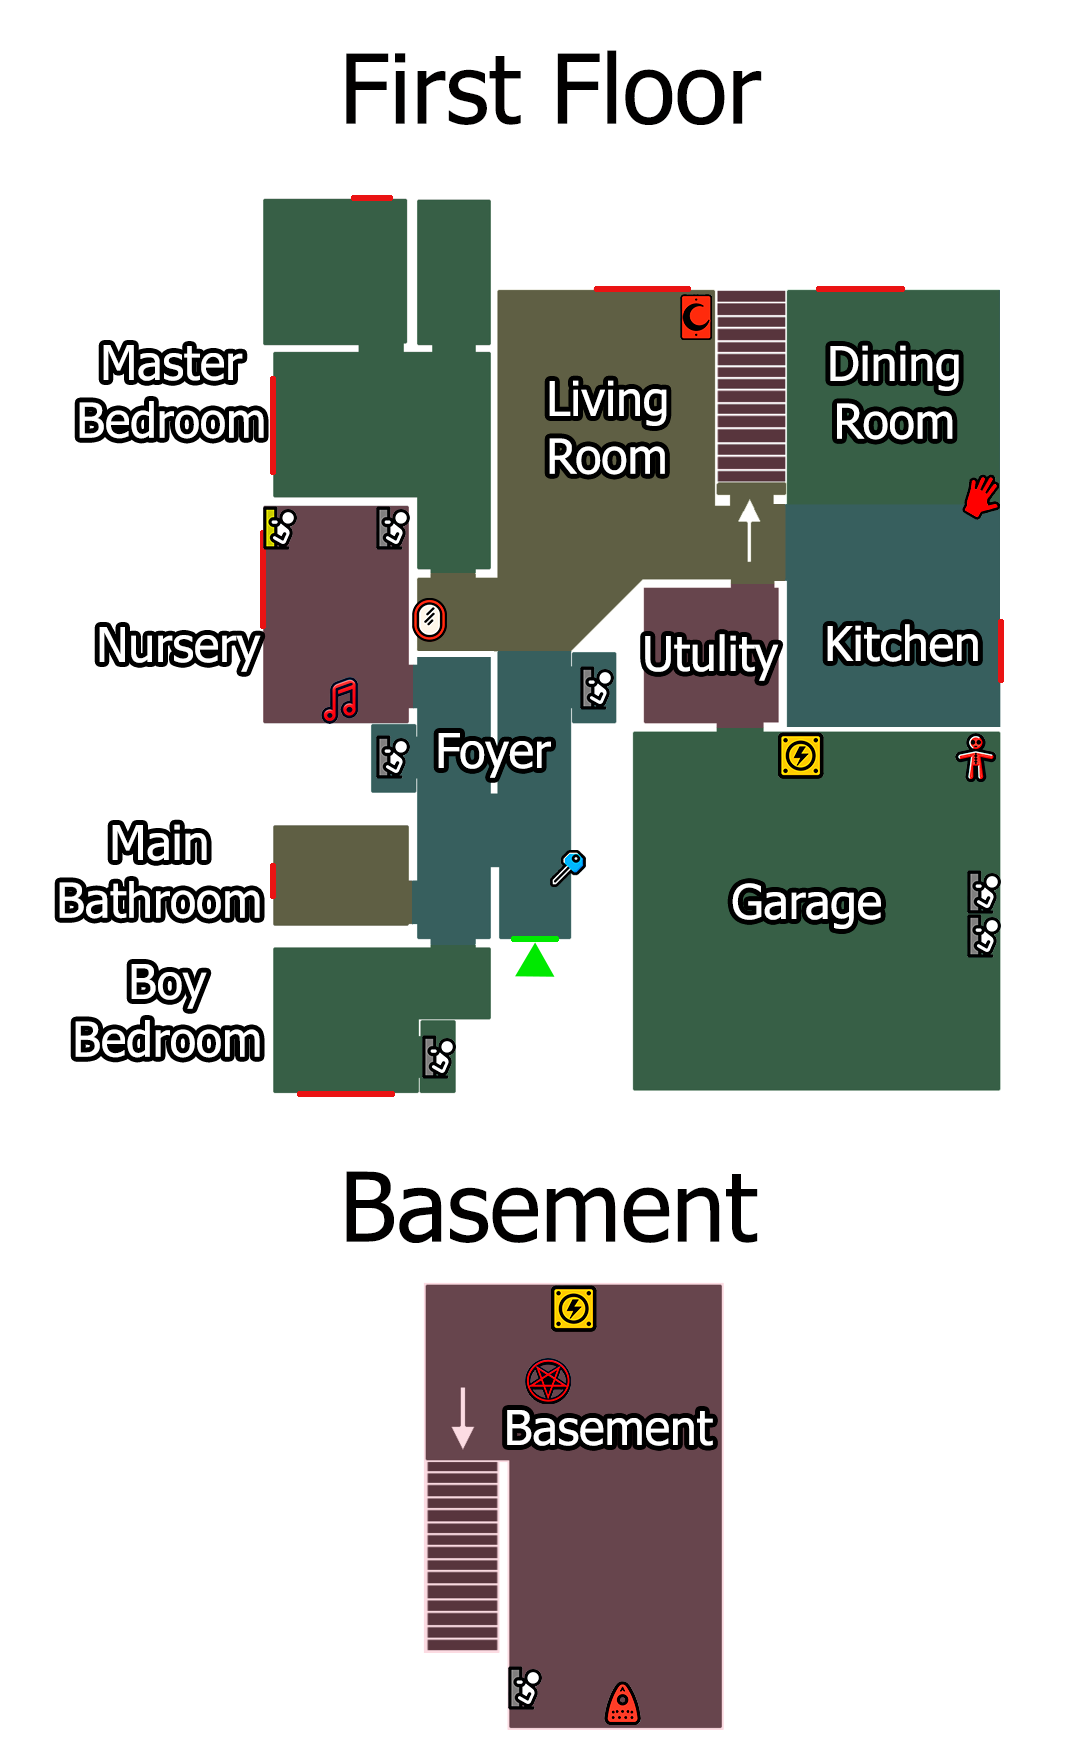 First Floor
Master
Bedroom
Living
Room
Dining
Room
Nursery
Utulity
Kitchen
Foyer
Main
Bathroom
Garage
Boy
Bedroom
Basement
Basement